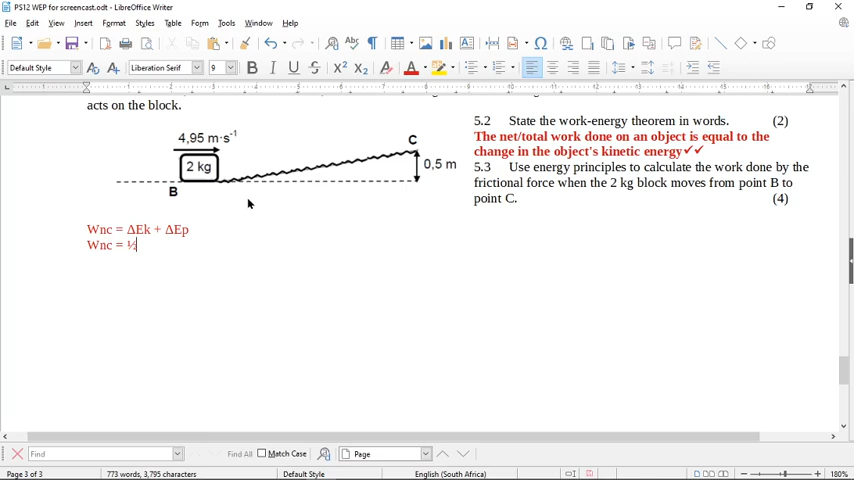 PS12 WEP for screencast.odt - LibreOffice Writer
File Edit View Insert Format Styles Table Form Tools Window Help
Default Style Liberation Serif 9
acts on the block.
4,95 m·s-1
C
2 kg
0,5 m
B
Wnc = ΔEk + ΔEp
Wnc = ½
5.2 State the work-energy theorem in words. (2)
The net/total work done on an object is equal to the
change in the object's kinetic energy✓✓
5.3 Use energy principles to calculate the work done by the
frictional force when the 2 kg block moves from point B to
point C. (4)
Find Find All Match Case Page
Page 3 of 3 773 words, 3,795 characters Default Style English (South Africa) 180%